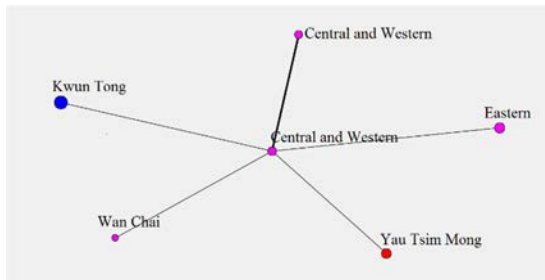 Central and Western
Kwun Tong
Eastern
Central and Western
Wan Chai
Yau Tsim Mong